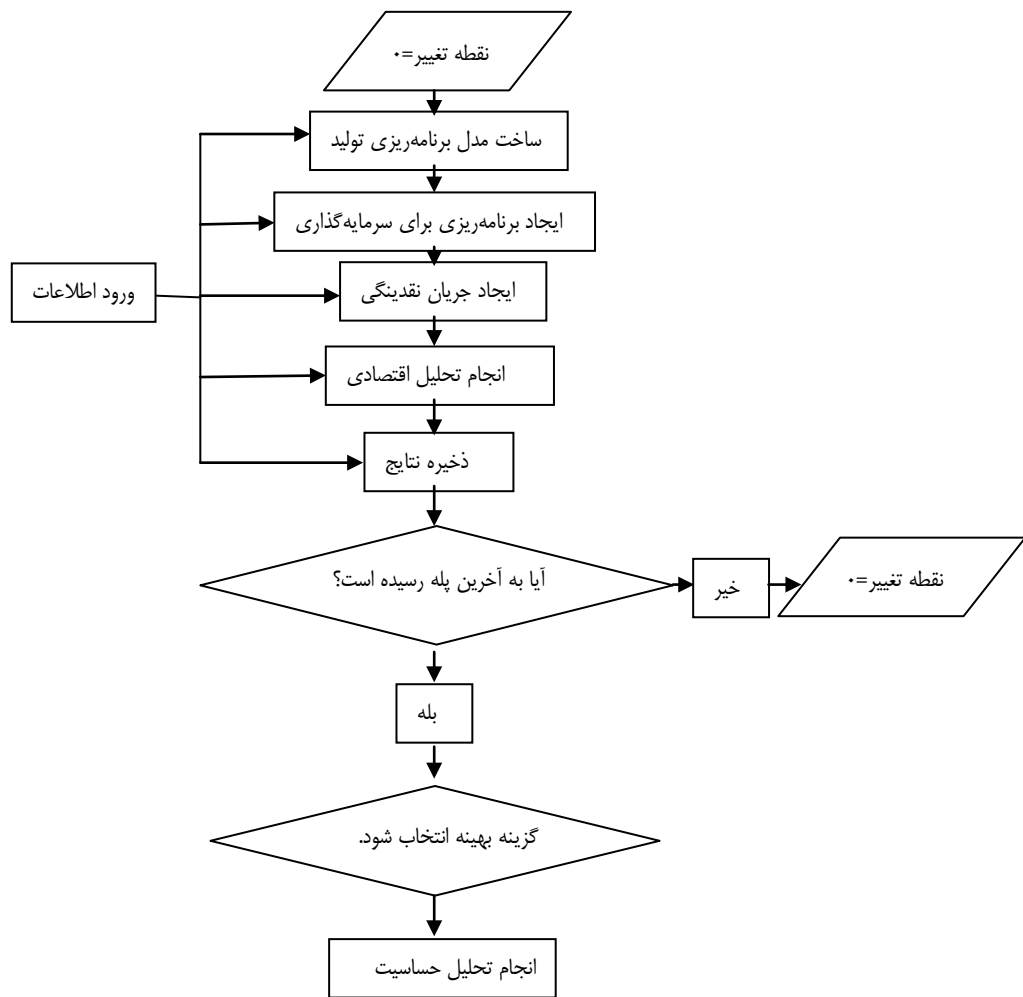 نقطه تغییر=۰
ساخت مدل برنامه‌ریزی تولید
ایجاد برنامه‌ریزی برای سرمایه‌گذاری
ورود اطلاعات
ایجاد جریان نقدینگی
انجام تحلیل اقتصادی
ذخیره نتایج
آیا به آخرین پله رسیده است؟
خیر
نقطه تغییر=۰
بله
گزینه بهینه انتخاب شود.
انجام تحلیل حساسیت